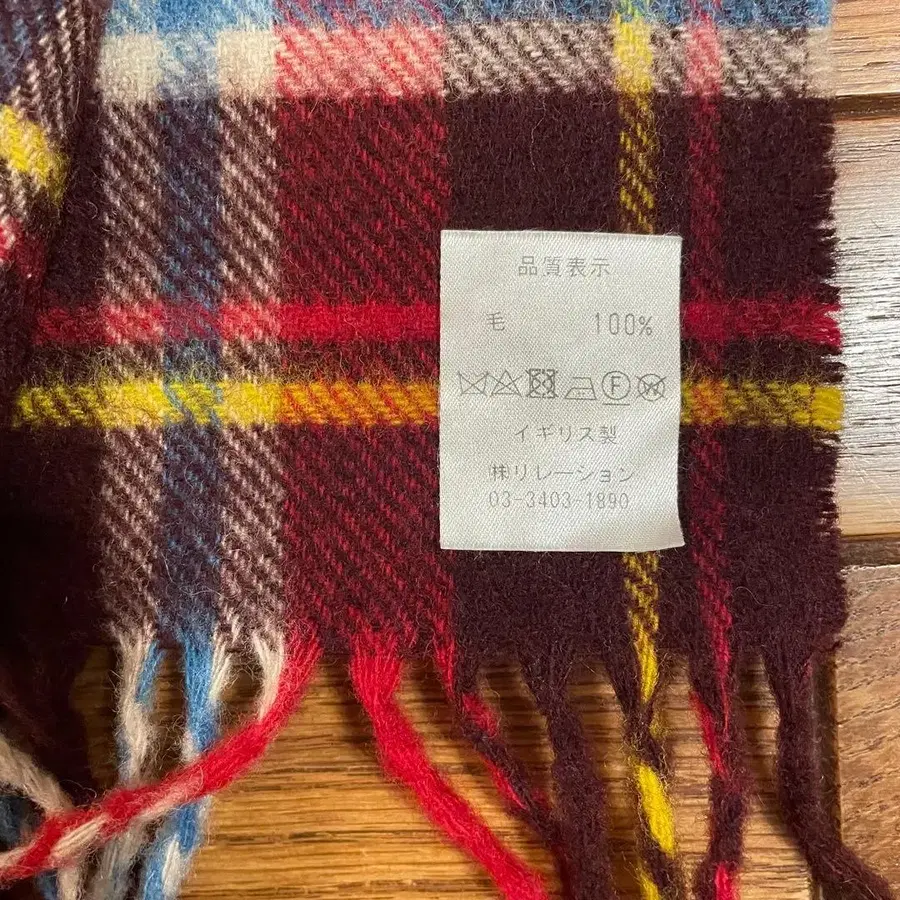 品質表示
毛 100%
F W
イギリス製
㈱リレーション
03-3403-1890